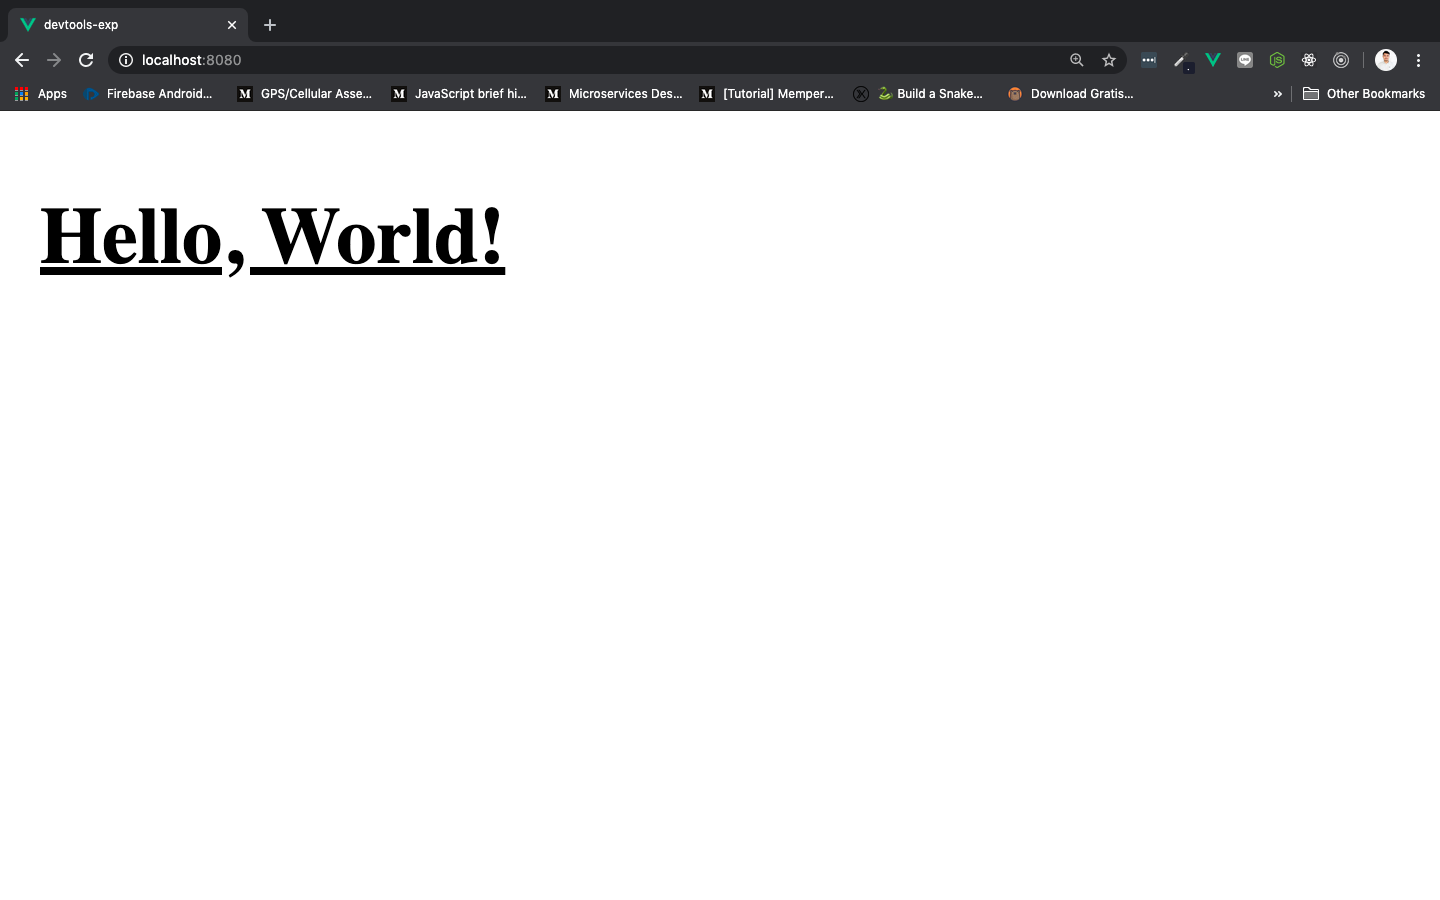 devtools-exp
localhost:8080
Apps Firebase Android... GPS/Cellular Asse... JavaScript brief hi... Microservices Des... [Tutorial] Memper... Build a Snake... Download Gratis... » Other Bookmarks
Hello, World!